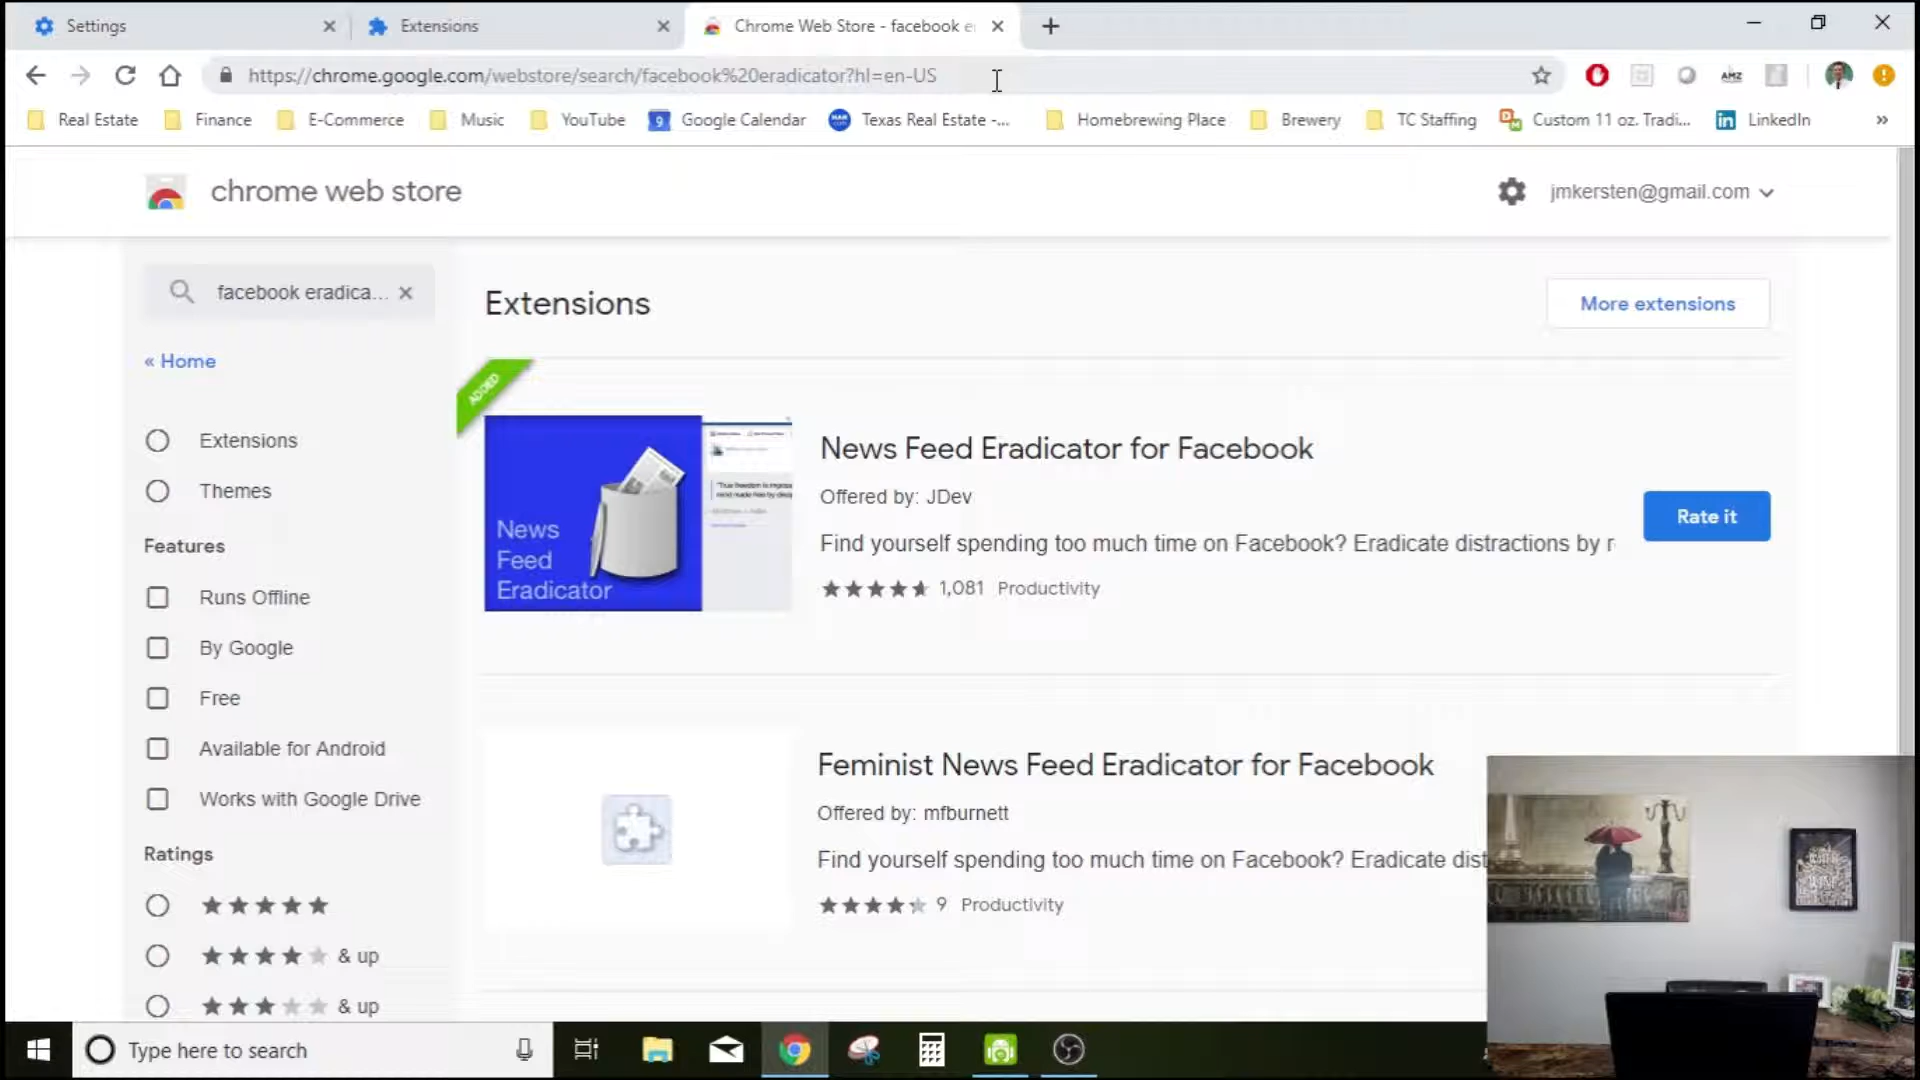 Settings
Extensions
Chrome Web Store - facebook e
https://chrome.google.com/webstore/search/facebook%20eradicator?hl=en-US
AMZ
Real Estate
Finance
E-Commerce
Music
YouTube
9
Google Calendar
HAR
Texas Real Estate -...
Homebrewing Place
Brewery
TC Staffing
Custom 11 oz. Tradi...
LinkedIn
»
chrome web store
jmkersten@gmail.com
facebook eradica...
Extensions
More extensions
« Home
ADDED
Extensions
Themes
Features
Runs Offline
By Google
Free
Available for Android
Works with Google Drive
Ratings
& up
& up
News
Feed
Eradicator
News Feed Eradicator for Facebook
Offered by: JDev
Find yourself spending too much time on Facebook? Eradicate distractions by r
1,081 Productivity
Rate it
Feminist News Feed Eradicator for Facebook
Offered by: mfburnett
Find yourself spending too much time on Facebook? Eradicate dist
9 Productivity
Type here to search